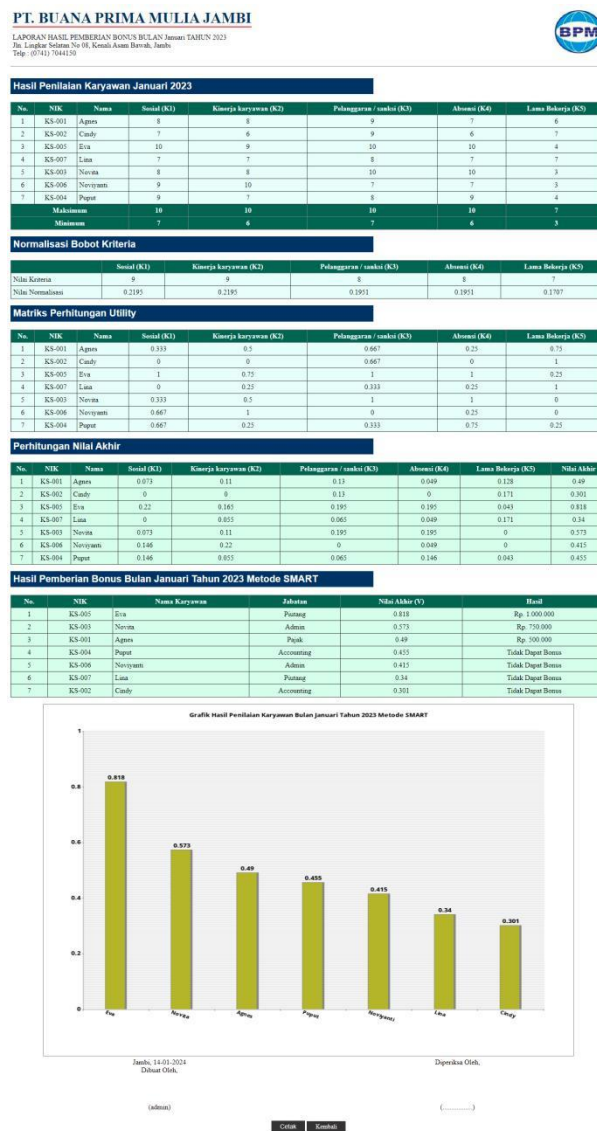 PT. BUANA PRIMA MULIA JAMBI
BPM
LAPORAN HASIL PEMBERIAN BONUS BULAN Januari TAHUN 2023
Jln. Lingkar Selatan No 08, Kenali Asam Bawah, Jambi
Telp : (0741) 7044150
Hasil Penilaian Karyawan Januari 2023
No. NIK Nama Sosial (K1) Kinerja karyawan (K2) Pelanggaran / sanksi (K3) Absensi (K4) Lama Bekerja (K5)
1 KS-001 Agnes 8 8 9 7 6
2 KS-002 Cindy 7 6 9 6 7
3 KS-005 Eva 10 9 10 10 4
4 KS-007 Lina 7 7 8 7 7
5 KS-003 Novita 8 8 10 10 3
6 KS-006 Noviyanti 9 10 7 7 3
7 KS-004 Puput 9 7 8 9 4
Maksimum 10 10 10 10 7
Minimum 7 6 7 6 3
Normalisasi Bobot Kriteria
Sosial (K1) Kinerja karyawan (K2) Pelanggaran / sanksi (K3) Absensi (K4) Lama Bekerja (K5)
Nilai Kriteria 9 9 8 8 7
Nilai Normalisasi 0.2195 0.2195 0.1951 0.1951 0.1707
Matriks Perhitungan Utility
No. NIK Nama Sosial (K1) Kinerja karyawan (K2) Pelanggaran / sanksi (K3) Absensi (K4) Lama Bekerja (K5)
1 KS-001 Agnes 0.333 0.5 0.667 0.25 0.75
2 KS-002 Cindy 0 0 0.667 0 1
3 KS-005 Eva 1 0.75 1 1 0.25
4 KS-007 Lina 0 0.25 0.333 0.25 1
5 KS-003 Novita 0.333 0.5 1 1 0
6 KS-006 Noviyanti 0.667 1 0 0.25 0
7 KS-004 Puput 0.667 0.25 0.333 0.75 0.25
Perhitungan Nilai Akhir
No. NIK Nama Sosial (K1) Kinerja karyawan (K2) Pelanggaran / sanksi (K3) Absensi (K4) Lama Bekerja (K5) Nilai Akhir
1 KS-001 Agnes 0.073 0.11 0.13 0.049 0.128 0.49
2 KS-002 Cindy 0 0 0.13 0 0.171 0.301
3 KS-005 Eva 0.22 0.165 0.195 0.195 0.043 0.818
4 KS-007 Lina 0 0.055 0.065 0.049 0.171 0.34
5 KS-003 Novita 0.073 0.11 0.195 0.195 0 0.573
6 KS-006 Noviyanti 0.146 0.22 0 0.049 0 0.415
7 KS-004 Puput 0.146 0.055 0.065 0.146 0.043 0.455
Hasil Pemberian Bonus Bulan Januari Tahun 2023 Metode SMART
No. NIK Nama Karyawan Jabatan Nilai Akhir (V) Hasil
1 KS-005 Eva Piutang 0.818 Rp. 1.000.000
2 KS-003 Novita Admin 0.573 Rp. 750.000
3 KS-001 Agnes Pajak 0.49 Rp. 500.000
4 KS-004 Puput Accounting 0.455 Tidak Dapat Bonus
5 KS-006 Noviyanti Admin 0.415 Tidak Dapat Bonus
6 KS-007 Lina Piutang 0.34 Tidak Dapat Bonus
7 KS-002 Cindy Accounting 0.301 Tidak Dapat Bonus
Grafik Hasil Penilaian Karyawan Bulan Januari Tahun 2023 Metode SMART
1
0.8
0.6
0.4
0.2
0
0.818
0.573
0.49
0.455
0.415
0.34
0.301
Eva Novita Agnes Puput Noviyanti Lina Cindy
Jambi, 14-01-2024
Dibuat Oleh, Diperiksa Oleh,
(admin) (..............)
Cetak Kembali